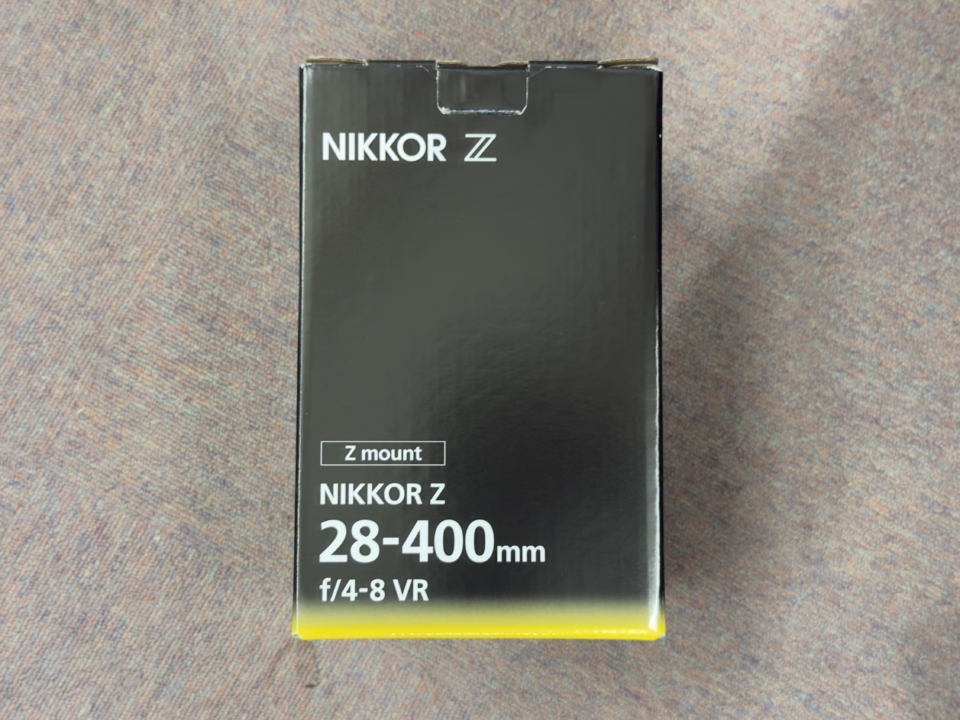 NIKKOR Z
Z mount
NIKKOR Z
28-400mm
f/4-8 VR